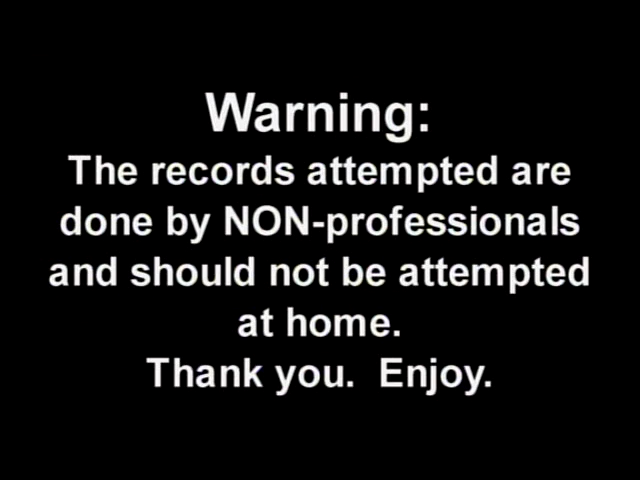 Warning:
The records attempted are
done by NON-professionals
and should not be attempted
at home.
Thank you.  Enjoy.